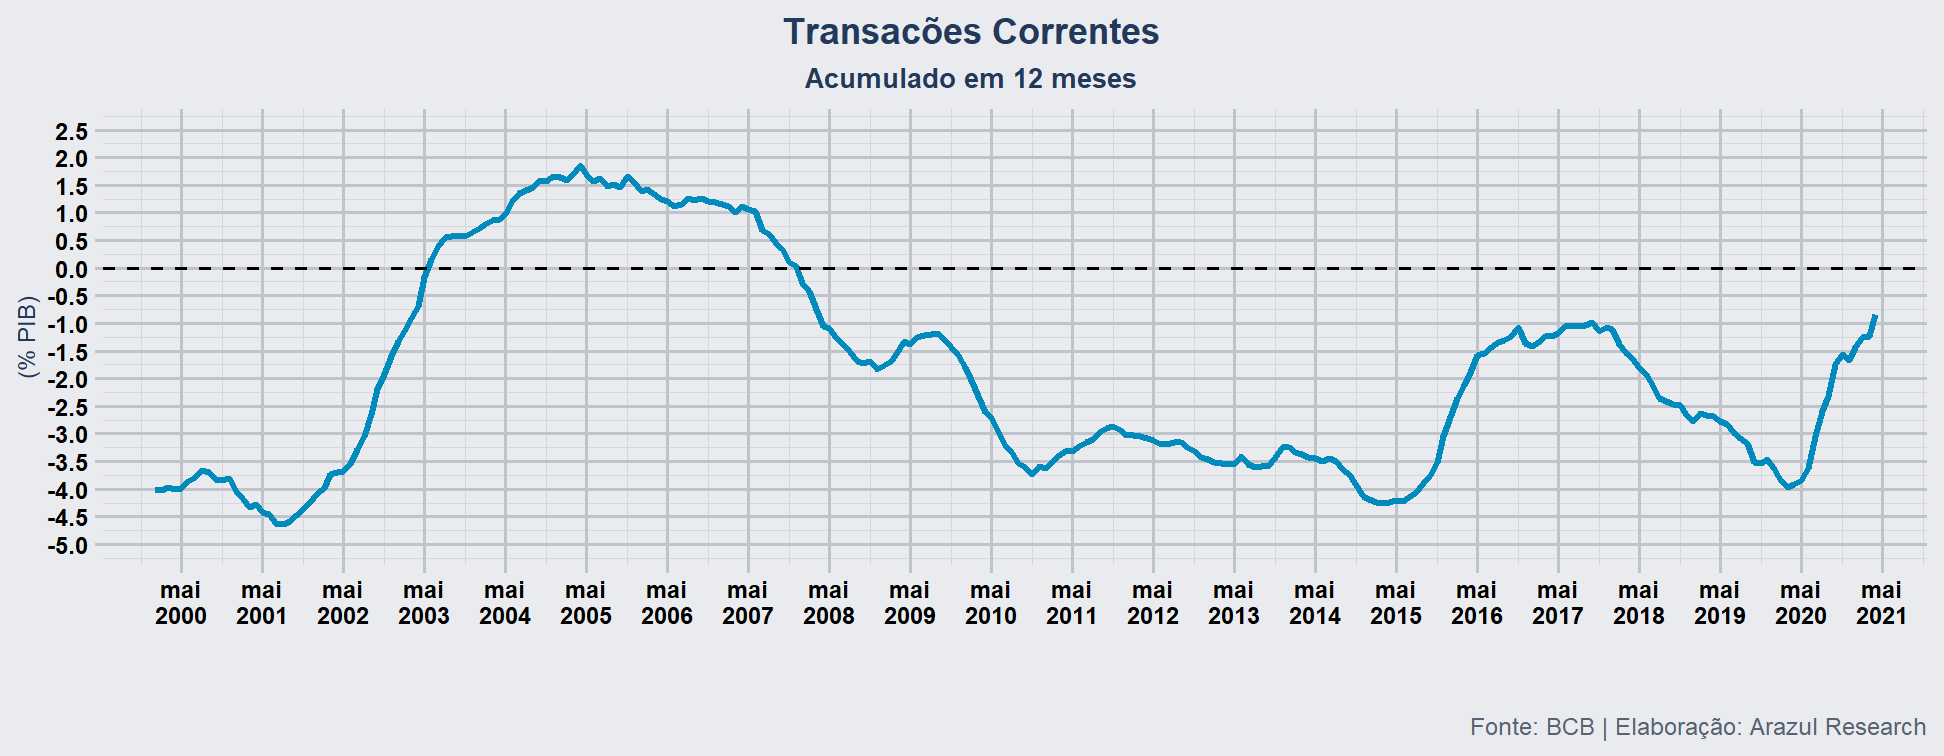 Transacões Correntes
Acumulado em 12 meses
(% PIB)
2.5
2.0
1.5
1.0
0.5
0.0
-0.5
-1.0
-1.5
-2.0
-2.5
-3.0
-3.5
-4.0
-4.5
-5.0
mai mai mai mai mai mai mai mai mai mai mai mai mai mai mai mai mai mai mai mai mai mai
2000 2001 2002 2003 2004 2005 2006 2007 2008 2009 2010 2011 2012 2013 2014 2015 2016 2017 2018 2019 2020 2021
Fonte: BCB | Elaboração: Arazul Research